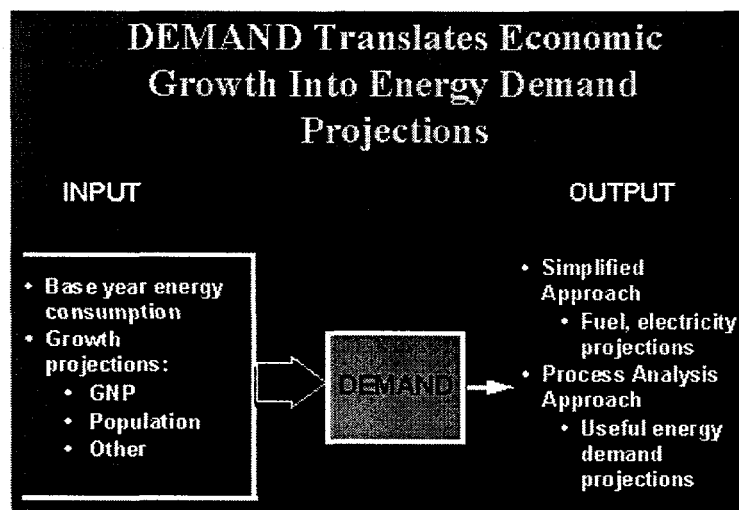 DEMAND Translates Economic
Growth Into Energy Demand
Projections
INPUT
• Base year energy
consumption
• Growth
projections:
• GNP
• Population
• Other
DEMAND
OUTPUT
• Simplified
Approach
• Fuel, electricity
projections
• Process Analysis
Approach
• Useful energy
demand
projections